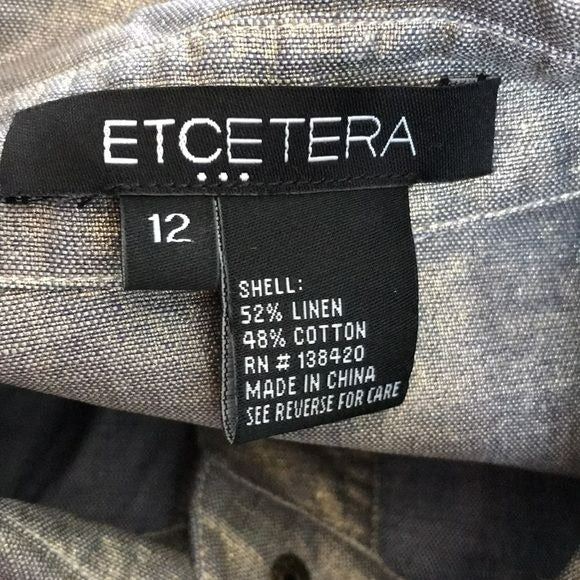 ETCETERA
...
12
SHELL:
52% LINEN
48% COTTON
RN # 138420
MADE IN CHINA
SEE REVERSE FOR CARE